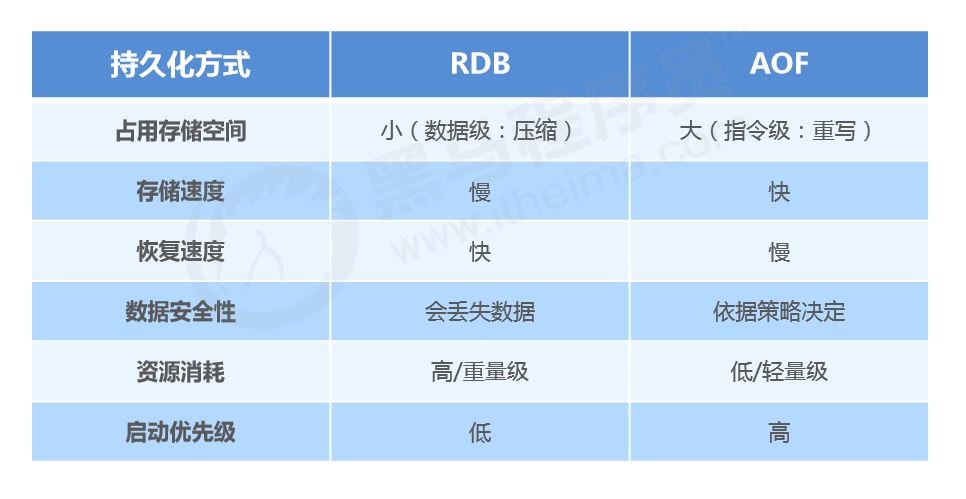 持久化方式 RDB AOF
占用存储空间 小（数据级：压缩） 大（指令级：重写）
存储速度 慢 快
恢复速度 快 慢
数据安全性 会丢失数据 依据策略决定
资源消耗 高/重量级 低/轻量级
启动优先级 低 高
黑马程序员
www.itheima.com